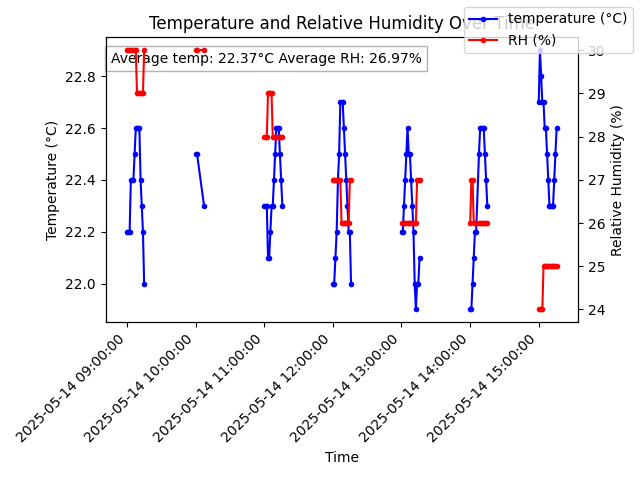 Temperature and Relative Humidity Over Time
temperature (°C)
RH (%)
Average temp: 22.37°C Average RH: 26.97%
Temperature (°C)
22.8
22.6
22.4
22.2
22.0
Relative Humidity (%)
30
29
28
27
26
25
24
2025-05-14 09:00:00
2025-05-14 10:00:00
2025-05-14 11:00:00
2025-05-14 12:00:00
2025-05-14 13:00:00
2025-05-14 14:00:00
2025-05-14 15:00:00
Time